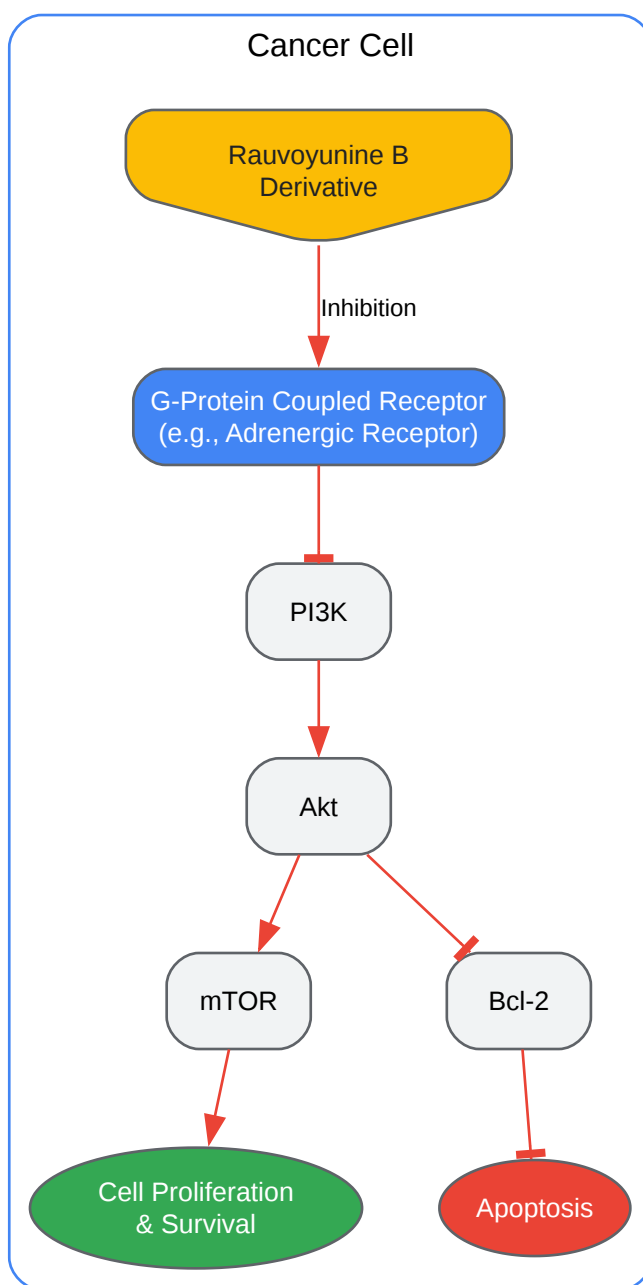 Cancer Cell
Rauvoyunine B
Derivative
Inhibition
G-Protein Coupled Receptor
(e.g., Adrenergic Receptor)
PI3K
Akt
mTOR
Bcl-2
Cell Proliferation
& Survival
Apoptosis